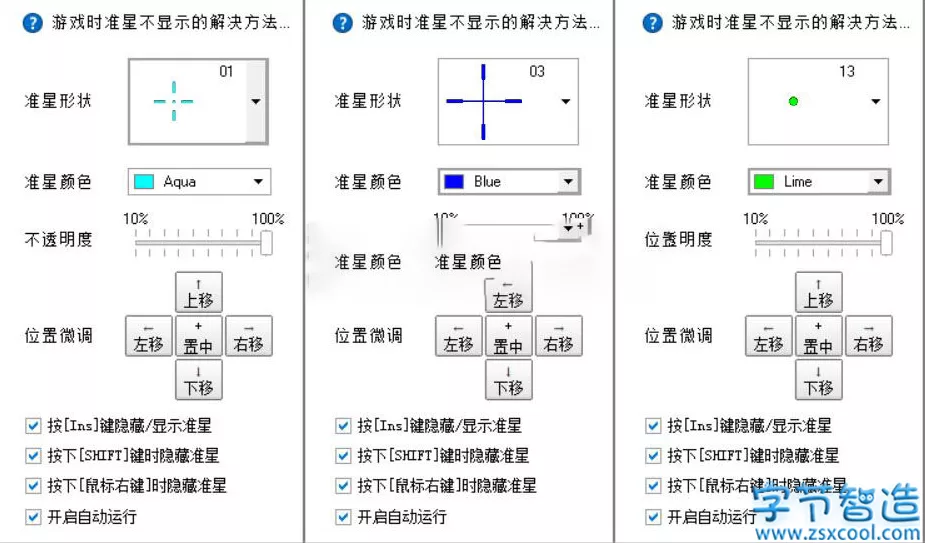 游戏时准星不显示的解决方法...
准星形状
01
准星颜色
Aqua
不透明度
10%
100%
↑
上移
位置微调
←
左移
+
置中
→
右移
↓
下移
按[Ins]键隐藏/显示准星
按下[SHIFT]键时隐藏准星
按下[鼠标右键]时隐藏准星
开启自动运行
游戏时准星不显示的解决方法...
准星形状
03
准星颜色
Blue
准星颜色
准星颜色
←
左移
位置微调
←
左移
+
置中
→
右移
↓
下移
按[Ins]键隐藏/显示准星
按下[SHIFT]键时隐藏准星
按下[鼠标右键]时隐藏准星
开启自动运行
游戏时准星不显示的解决方法...
准星形状
13
准星颜色
Lime
位置明度
10%
100%
↑
上移
位置微调
←
左移
+
置中
→
右移
↓
下移
按[Ins]键隐藏/显示准星
按下[SHIFT]键时隐藏准星
按下[鼠标右键]时隐藏准星
开启自动运行
字节智造
www.zsxcool.com